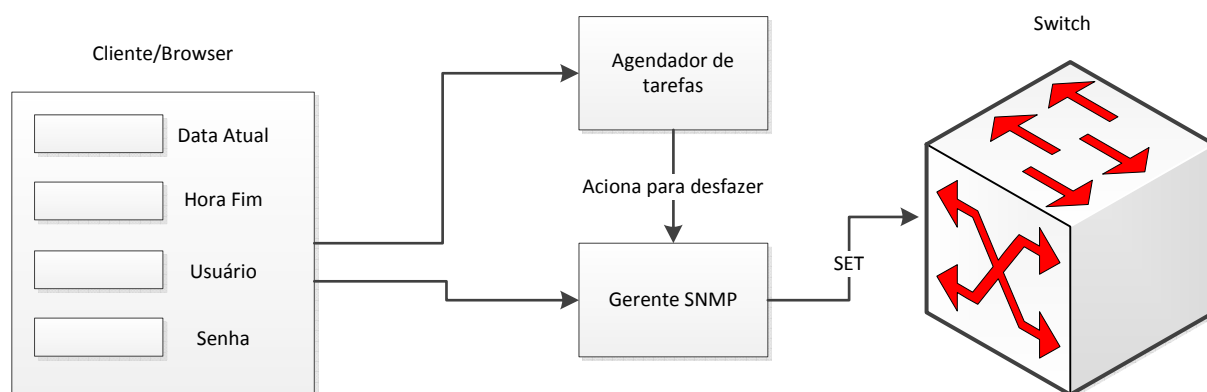 Cliente/Browser
Data Atual
Hora Fim
Usuário
Senha
Agendador de
tarefas
Aciona para desfazer
Gerente SNMP
SET
Switch